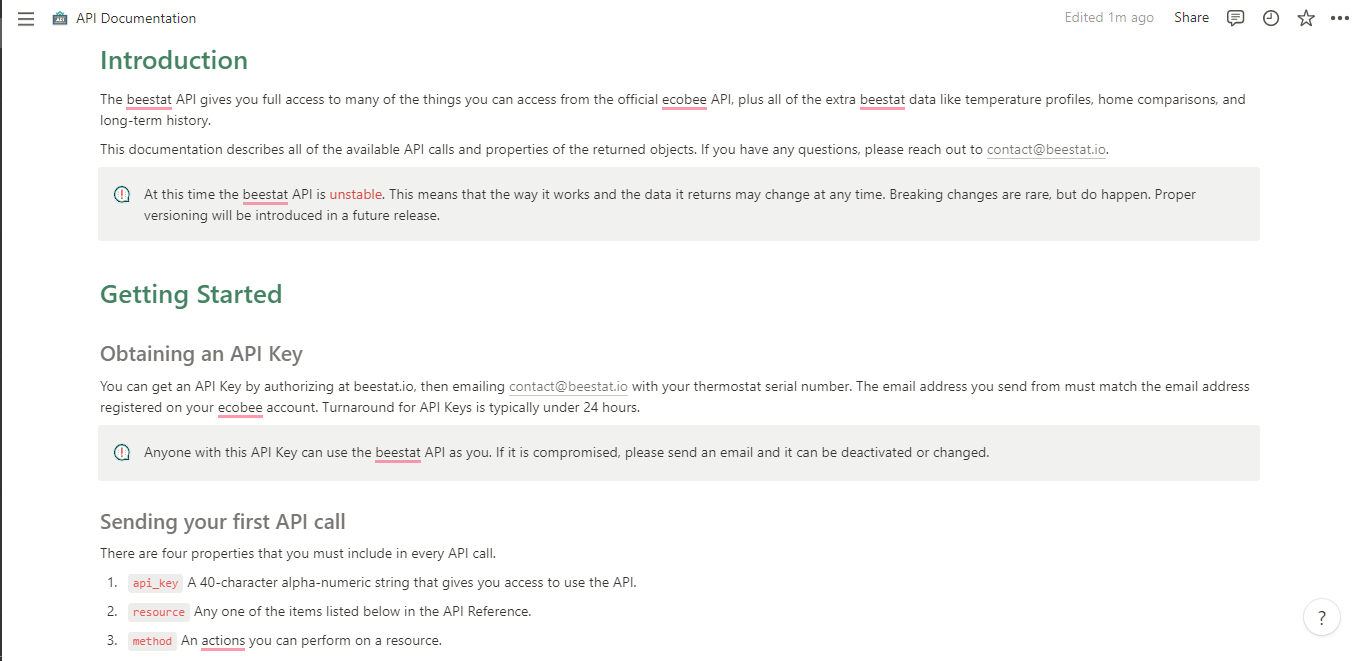 API Documentation
Edited 1m ago Share
Introduction
The beestat API gives you full access to many of the things you can access from the official ecobee API, plus all of the extra beestat data like temperature profiles, home comparisons, and
long-term history.
This documentation describes all of the available API calls and properties of the returned objects. If you have any questions, please reach out to contact@beestat.io.
At this time the beestat API is unstable. This means that the way it works and the data it returns may change at any time. Breaking changes are rare, but do happen. Proper
versioning will be introduced in a future release.
Getting Started
Obtaining an API Key
You can get an API Key by authorizing at beestat.io, then emailing contact@beestat.io with your thermostat serial number. The email address you send from must match the email address
registered on your ecobee account. Turnaround for API Keys is typically under 24 hours.
Anyone with this API Key can use the beestat API as you. If it is compromised, please send an email and it can be deactivated or changed.
Sending your first API call
There are four properties that you must include in every API call.
1. api_key A 40-character alpha-numeric string that gives you access to use the API.
2. resource Any one of the items listed below in the API Reference.
3. method An actions you can perform on a resource.
?